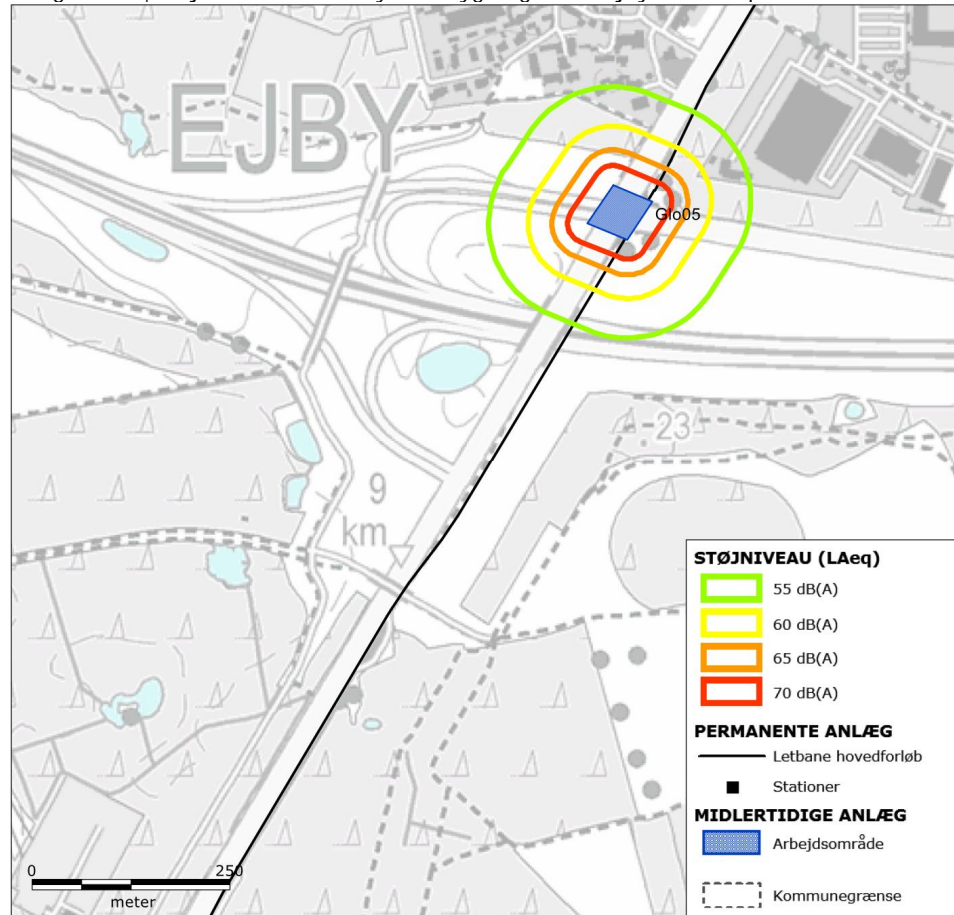 EJBY
Glo05
23
9
km
STØJNIVEAU (LAeq)
55 dB(A)
60 dB(A)
65 dB(A)
70 dB(A)
PERMANENTE ANLÆG
Letbane hovedforløb
Stationer
MIDLERTIDIGE ANLÆG
Arbejdsområde
Kommunegrænse
0 250
meter